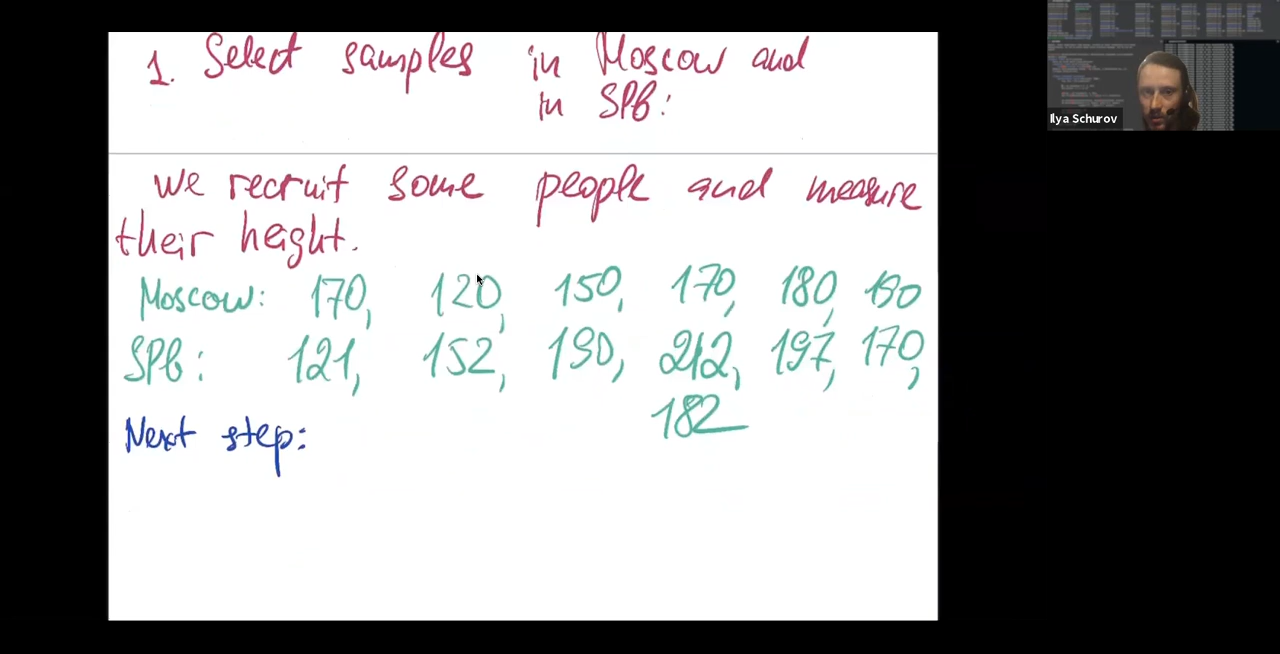 1. Select samples in Moscow and
in SPb:
we recruit some people and measure
their height.
Moscow: 170, 120, 150, 170, 180, 190
SPb: 121, 152, 190, 212, 197, 170,
182
Next step:
Ilya Schurov